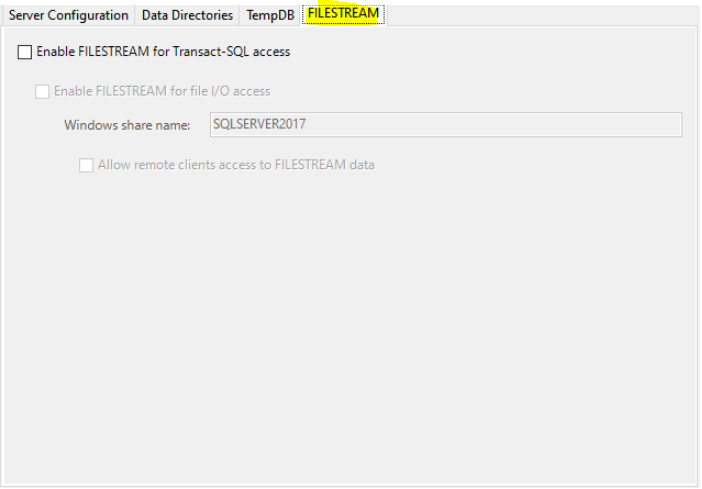 Server Configuration Data Directories TempDB FILESTREAM
Enable FILESTREAM for Transact-SQL access
Enable FILESTREAM for file I/O access
Windows share name: SQLSERVER2017
Allow remote clients access to FILESTREAM data